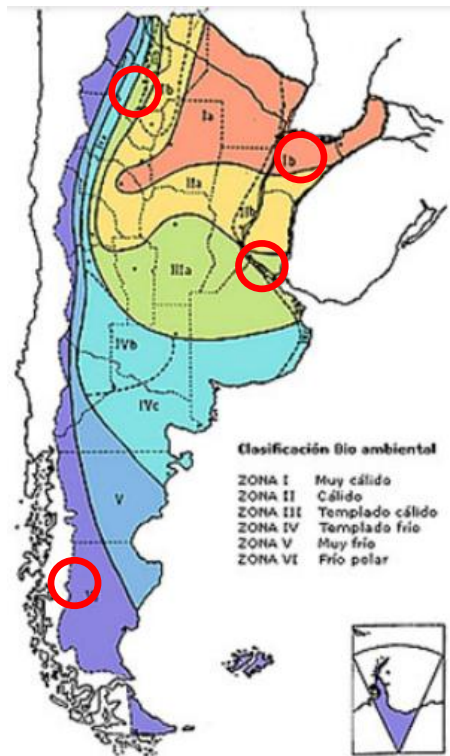 Ia
Ib
IIa
IIb
IIIa
IVb
IVc
V
Clasificación Bio ambiental
ZONA I Muy cálido
ZONA II Cálido
ZONA III Templado cálido
ZONA IV Templado frío
ZONA V Muy frío
ZONA VI Frío polar